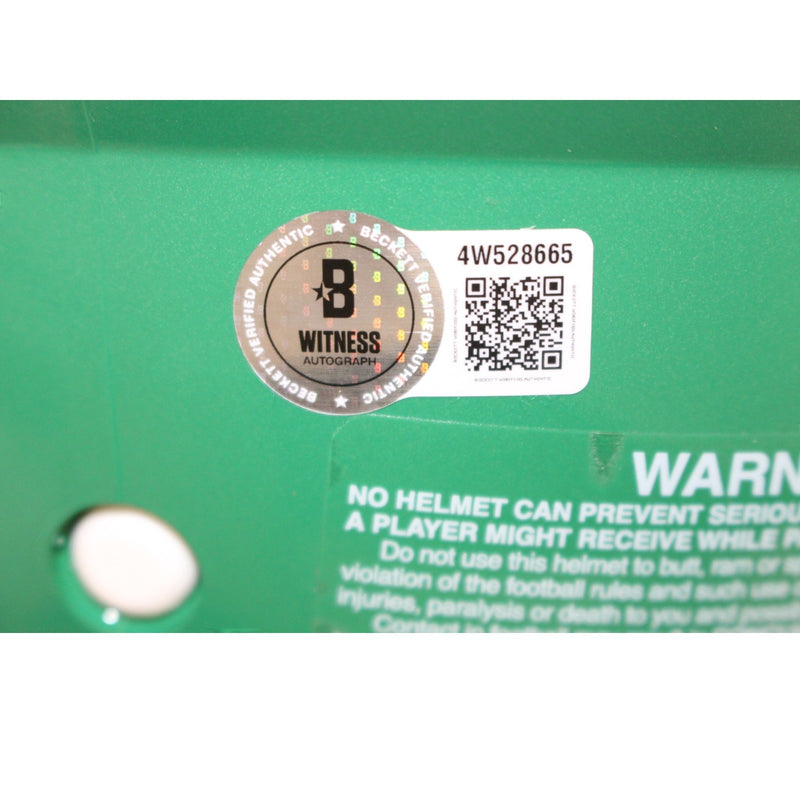 BECKETT VERIFIED AUTHENTIC ★ BECKETT VERIFIED AUTHENTIC ★
B
WITNESS
AUTOGRAPH
4W528665
WARN
NO HELMET CAN PREVENT SERIOU
A PLAYER MIGHT RECEIVE WHILE
Do not use this helmet to butt, ram or
violation of the football rules and such use
injuries, paralysis or death to you and